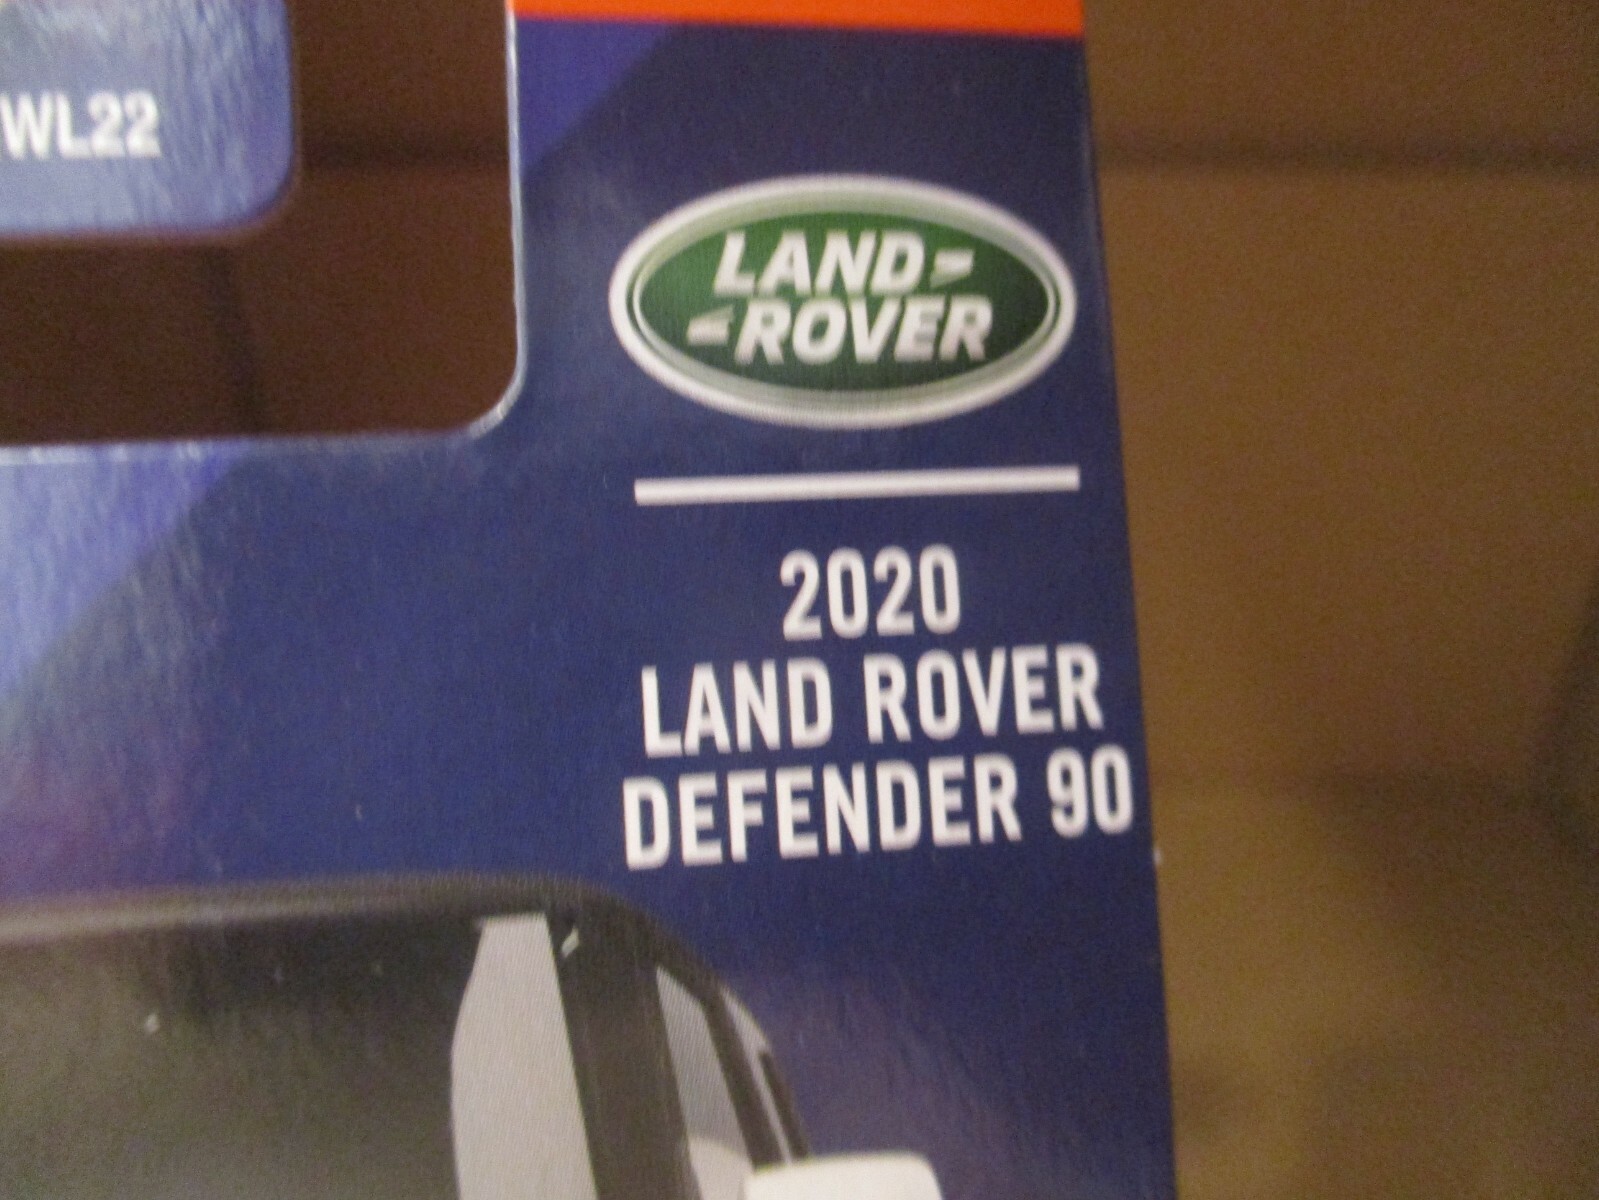 WL22
LAND
ROVER
2020
LAND ROVER
DEFENDER 90